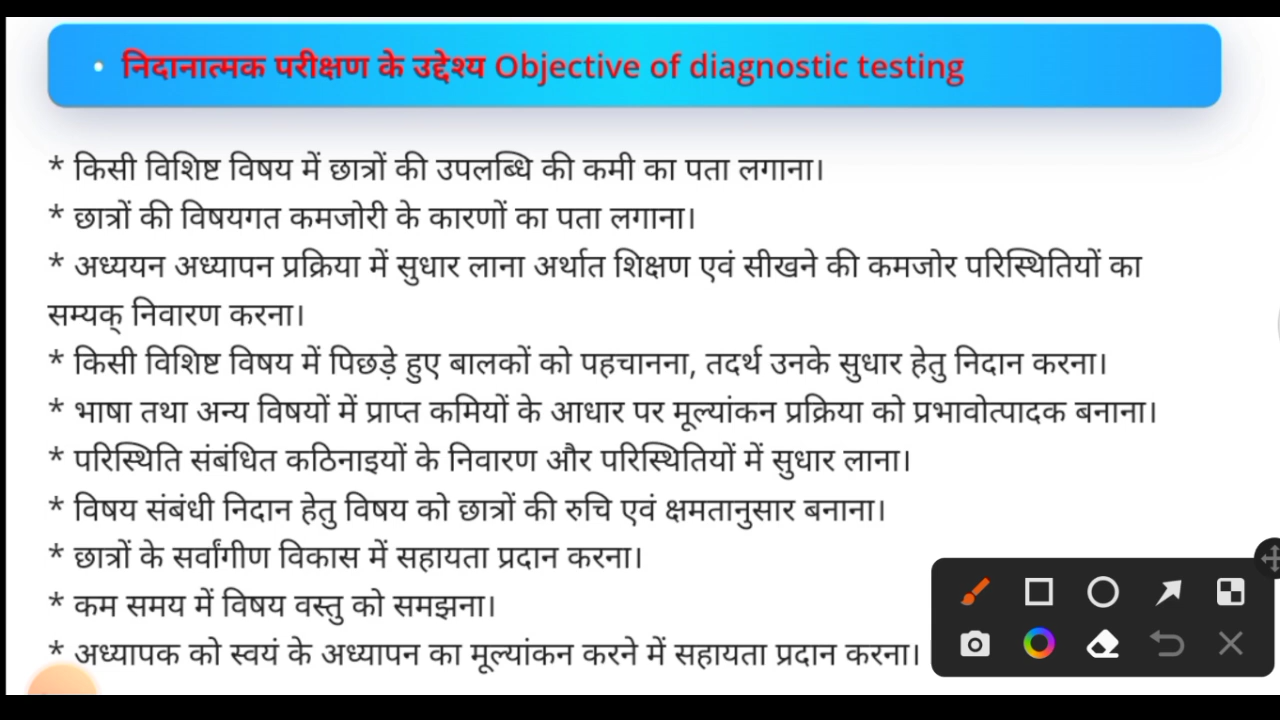 • निदानात्मक परीक्षण के उद्देश्य Objective of diagnostic testing
* किसी विशिष्ट विषय में छात्रों की उपलब्धि की कमी का पता लगाना।
* छात्रों की विषयगत कमजोरी के कारणों का पता लगाना।
* अध्ययन अध्यापन प्रक्रिया में सुधार लाना अर्थात शिक्षण एवं सीखने की कमजोर परिस्थितियों का
सम्यक् निवारण करना।
* किसी विशिष्ट विषय में पिछड़े हुए बालकों को पहचानना, तदर्थ उनके सुधार हेतु निदान करना।
* भाषा तथा अन्य विषयों में प्राप्त कमियों के आधार पर मूल्यांकन प्रक्रिया को प्रभावोत्पादक बनाना।
* परिस्थिति संबंधित कठिनाइयों के निवारण और परिस्थितियों में सुधार लाना।
* विषय संबंधी निदान हेतु विषय को छात्रों की रुचि एवं क्षमतानुसार बनाना।
* छात्रों के सर्वांगीण विकास में सहायता प्रदान करना।
* कम समय में विषय वस्तु को समझना।
* अध्यापक को स्वयं के अध्यापन का मूल्यांकन करने में सहायता प्रदान करना।